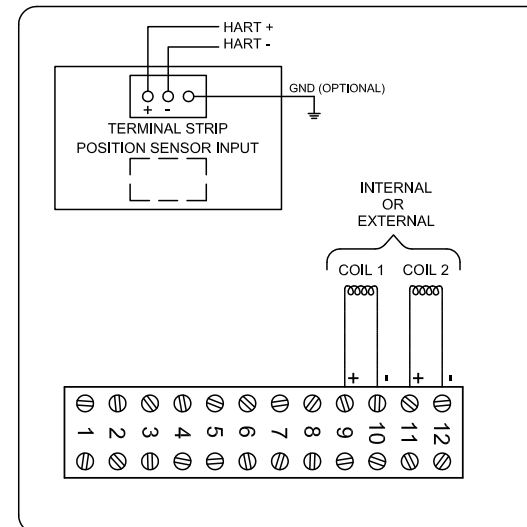 HART +
HART -
GND (OPTIONAL)
+ -
TERMINAL STRIP
POSITION SENSOR INPUT
INTERNAL
OR
EXTERNAL
COIL 1 COIL 2
+ - + -
1 2 3 4 5 6 7 8 9 10 11 12